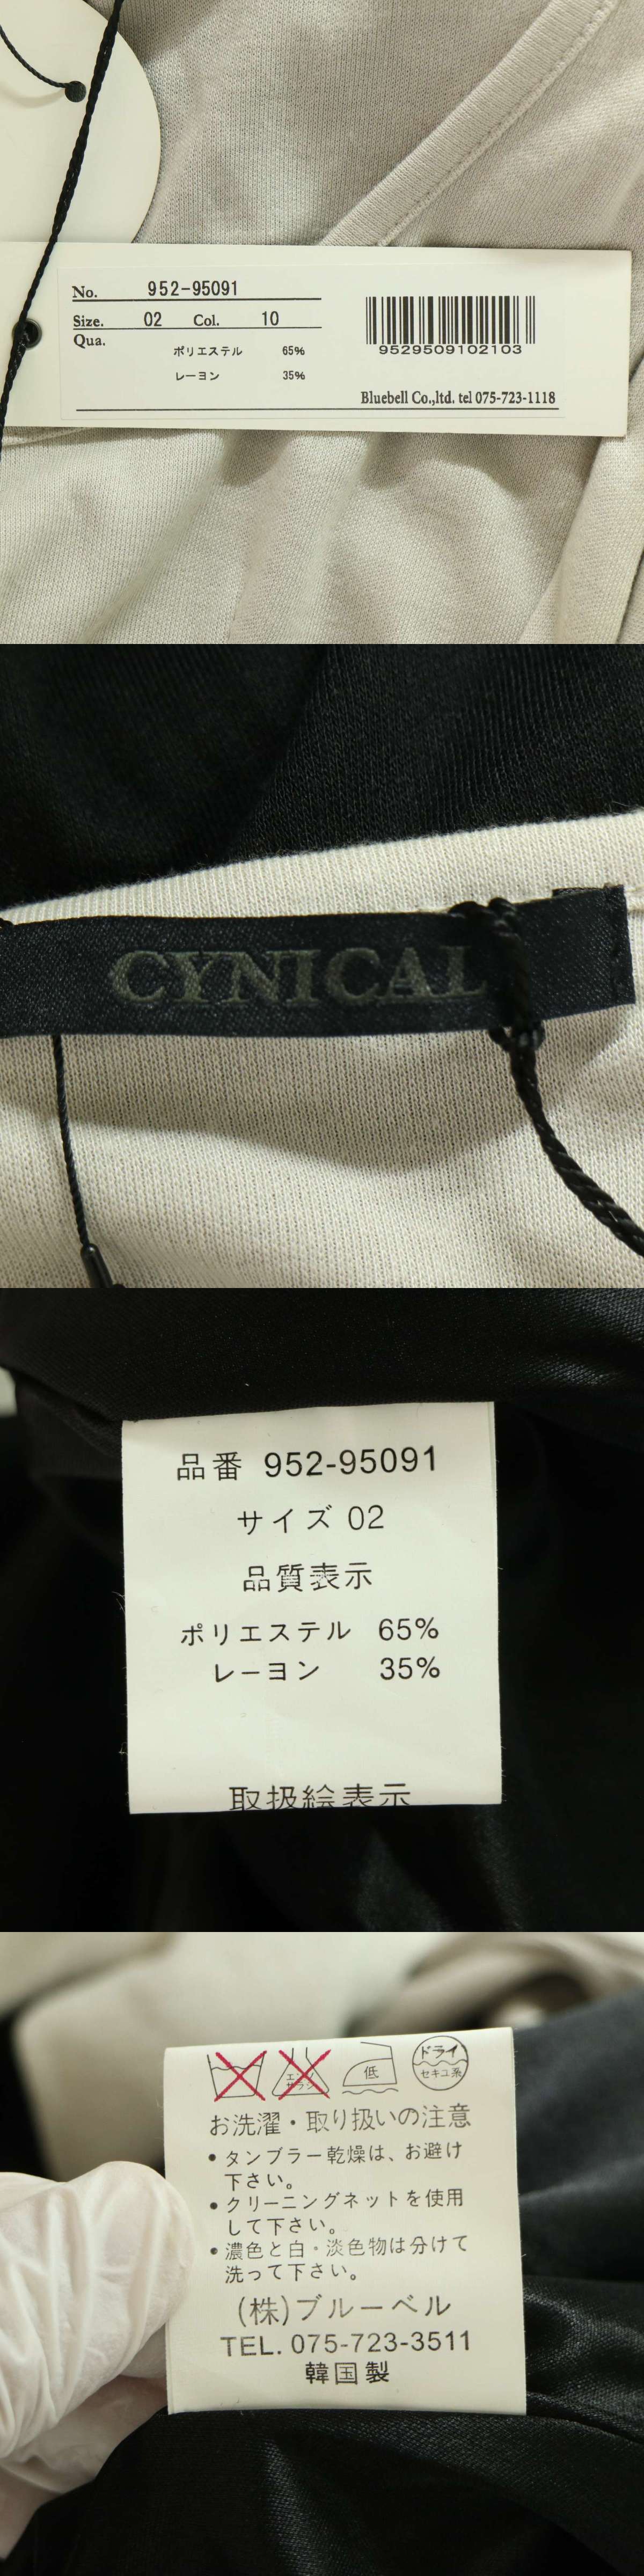 No. 952-95091
Size. 02 Col. 10
Qua.
ポリエステル 65%
レーヨン 35%
9529509102103
Bluebell Co.,ltd. tel 075-723-1118
CYNICAL
品番 952-95091
サイズ 02
品質表示
ポリエステル 65%
レーヨン 35%
取扱絵表示
エンソ
サラシ
低
ドライ
セキユ系
お洗濯・取り扱いの注意
・タンブラー乾燥は、お避け
下さい。
・クリーニングネットを使用
して下さい。
・濃色と白・淡色物は分けて
洗って下さい。
(株)ブルーベル
TEL. 075-723-3511
韓国製